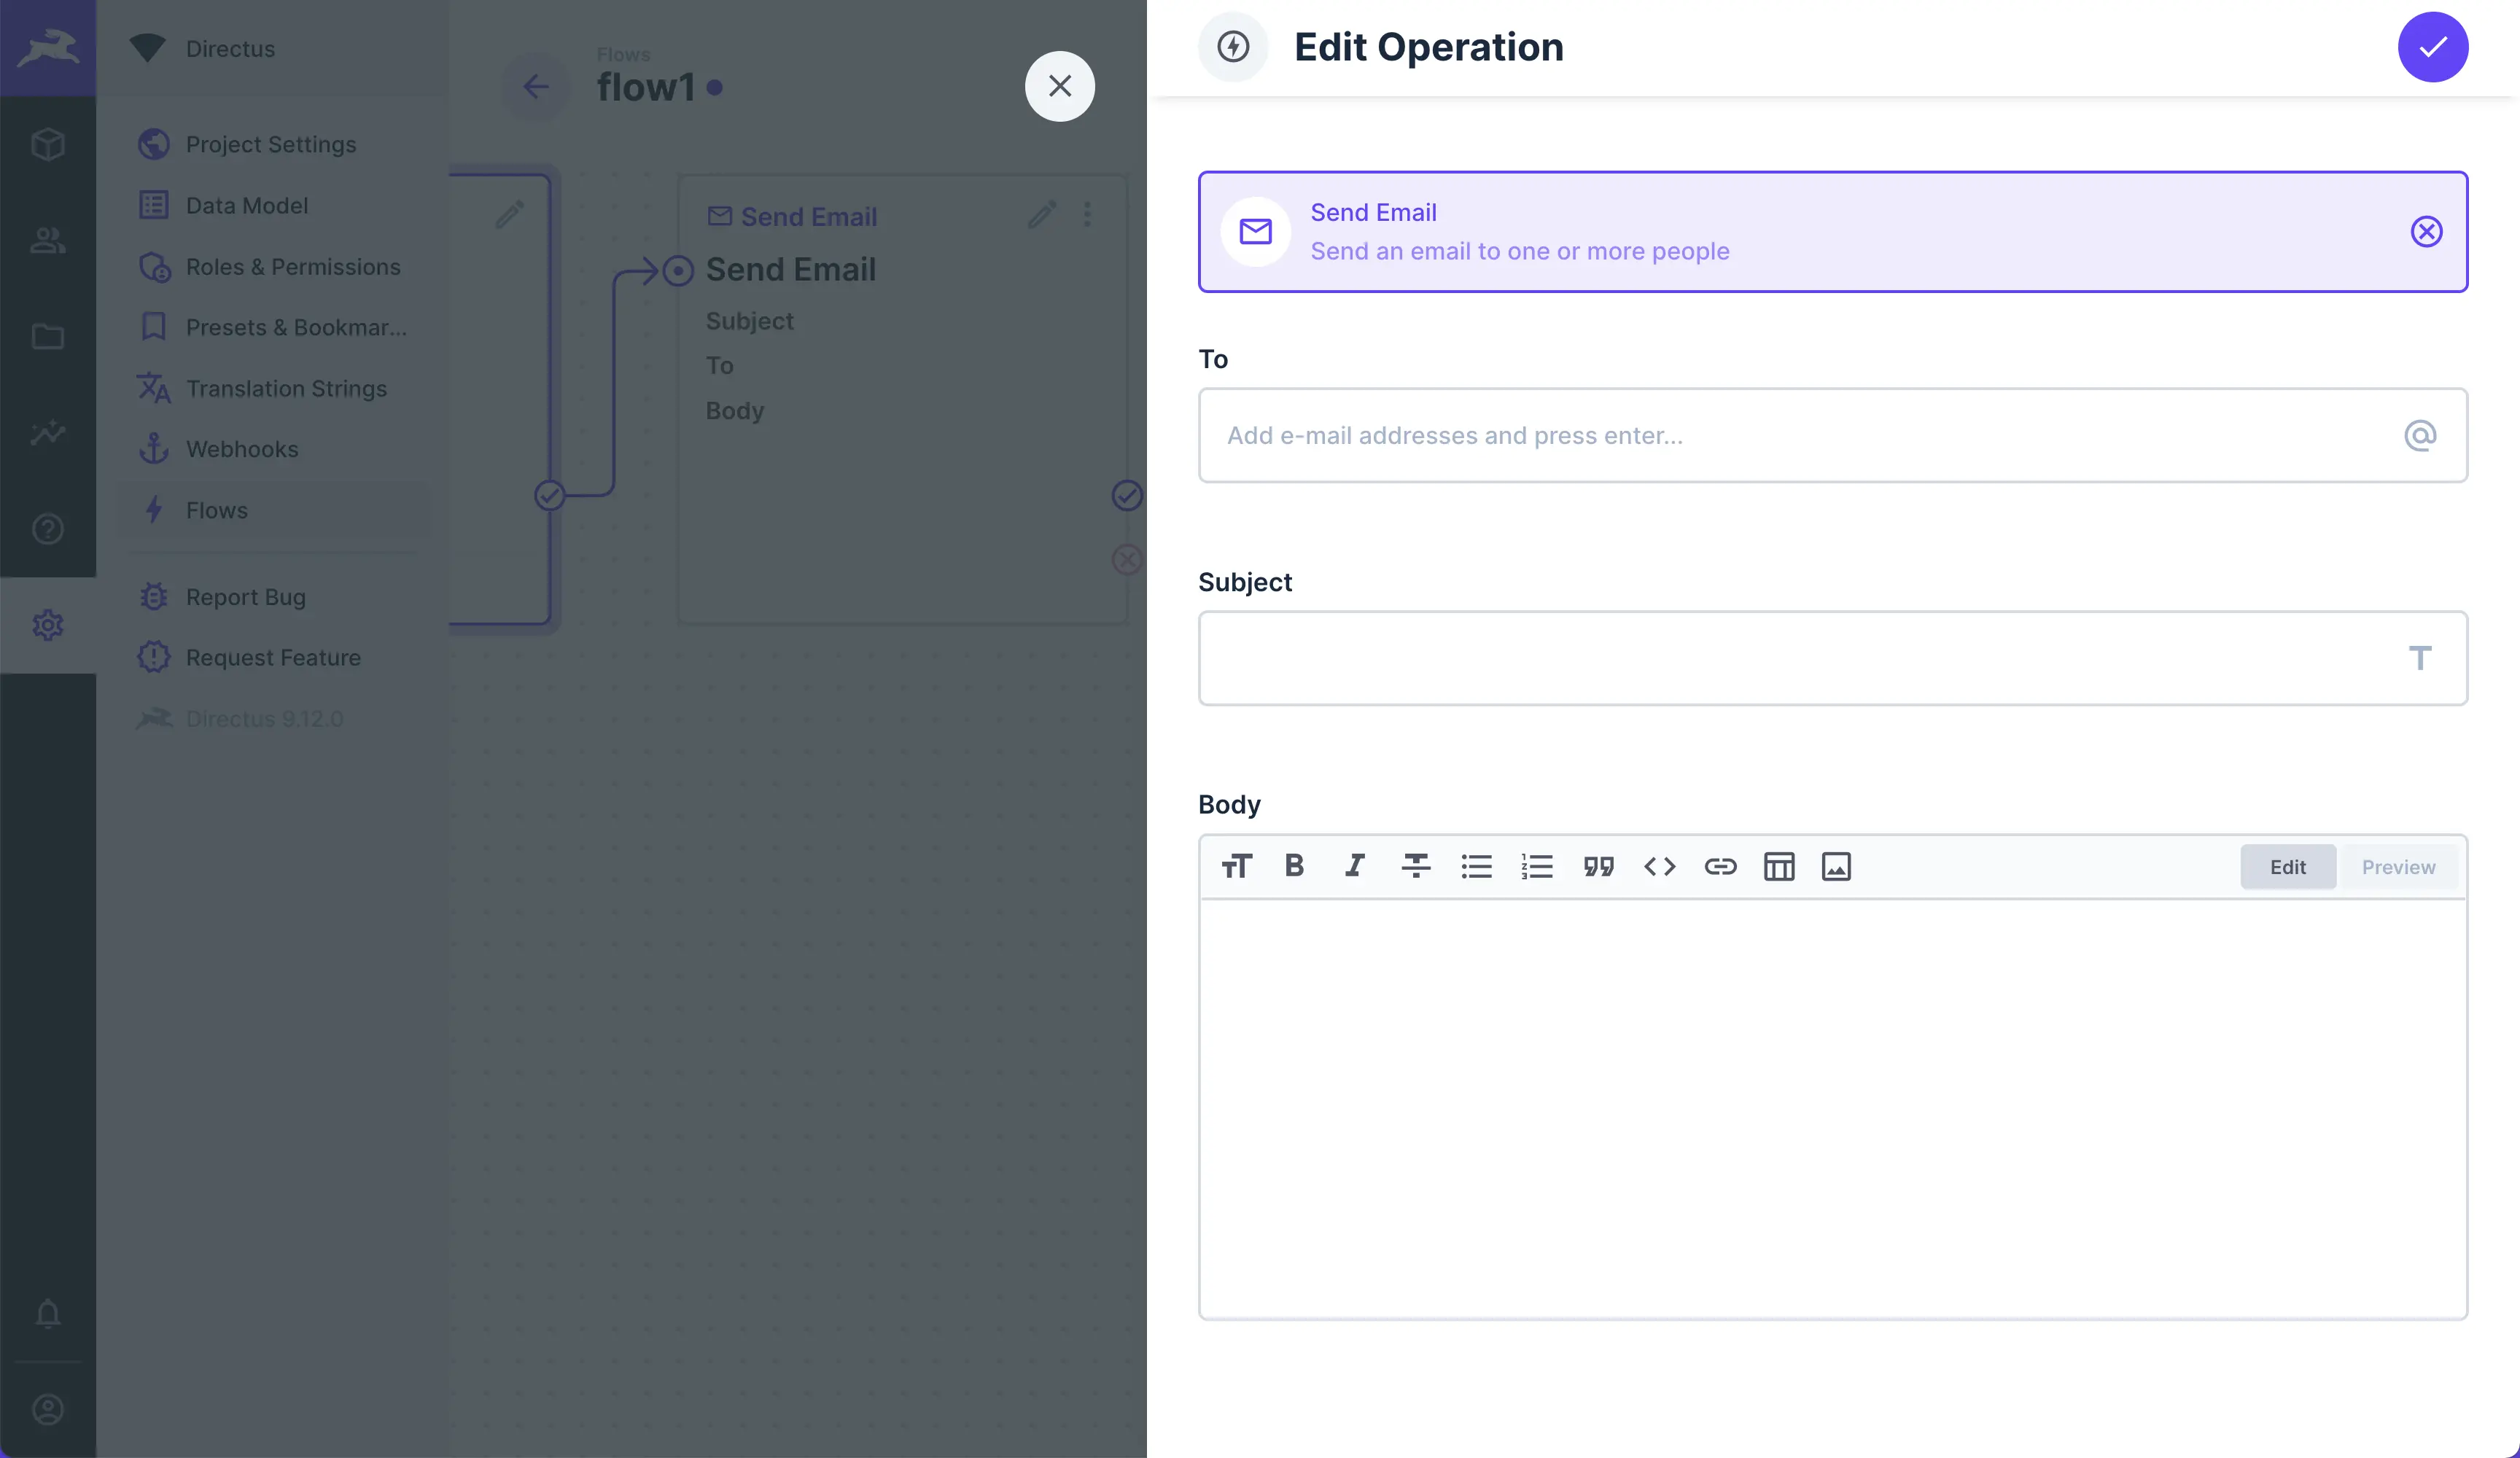 Directus
Project Settings
Data Model
Roles & Permissions
Presets & Bookmar...
Translation Strings
Webhooks
Flows
Report Bug
Request Feature
Directus 9.12.0
Flows
flow1
Send Email
Send Email
Subject
To
Body
Edit Operation
Send Email
Send an email to one or more people
To
Add e-mail addresses and press enter...
Subject
Body
Edit
Preview